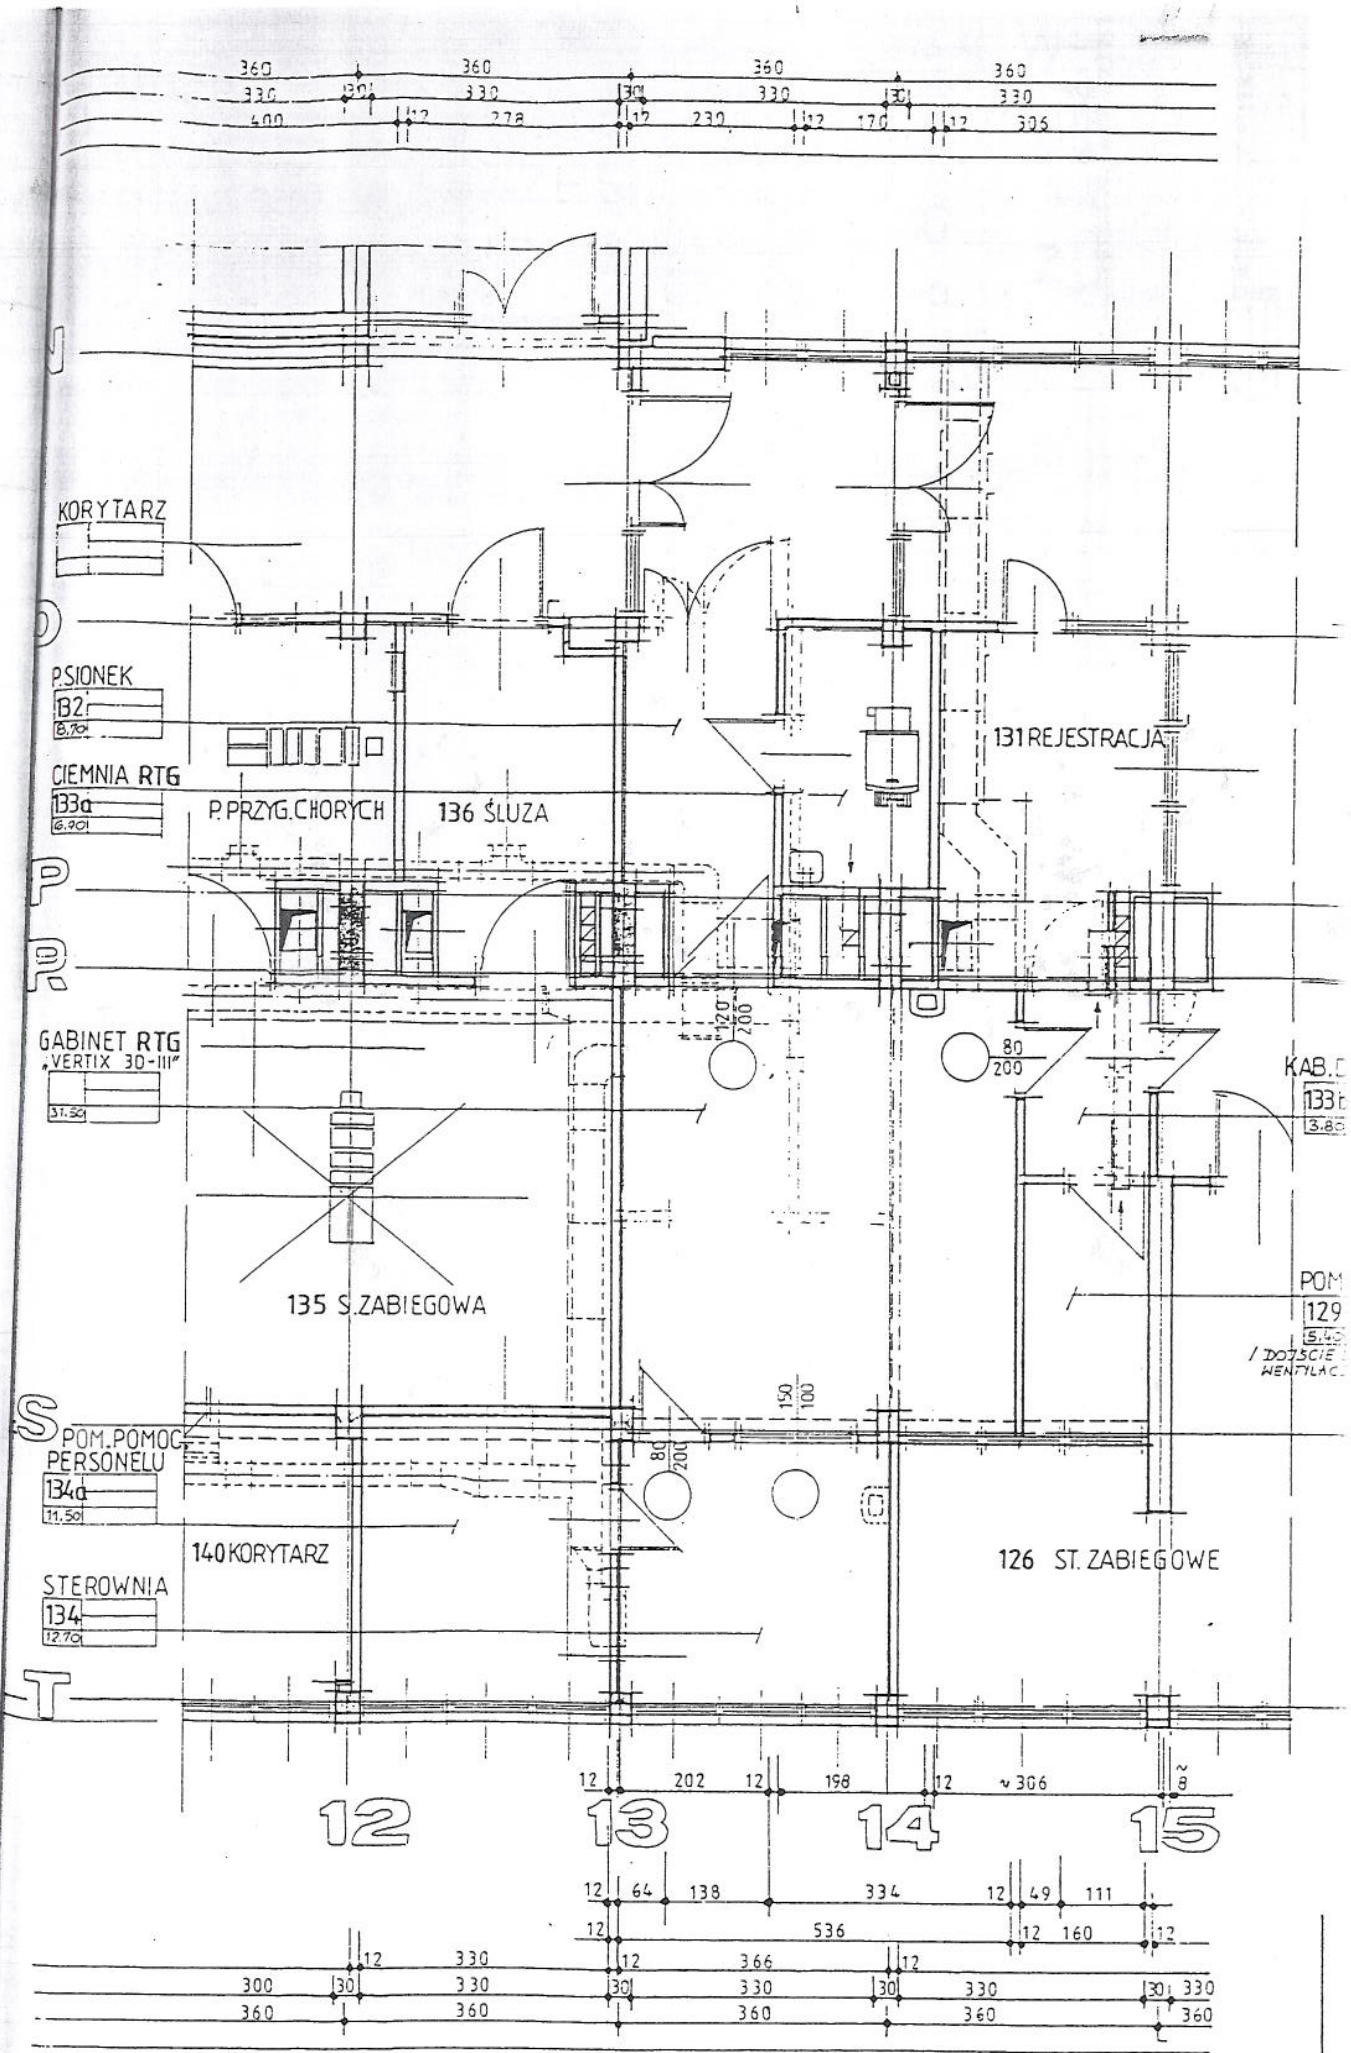 360 360 360 360
330 30 330 30 330 30 330
400 12 278 12 230 12 170 12 306
KORYTARZ
P.SIONEK
132
8.70
131 REJESTRACJA
CIEMNIA RTG
133a
6.90
P. PRZYG. CHORYCH
136 ŚLUZA
P
R
120
200
GABINET RTG
"VERTIX 3D-III"
31.50
80
200
KAB.
133
3.80
135 S.ZABIEGOWA
POM
129
5.40
/ DOJŚCIE
WENTYLAC.
150
100
S
POM.POMOC.
PERSONELU
134a
11.50
80
200
140 KORYTARZ
126 ST. ZABIEGOWE
STEROWNIA
134
12.70
T
12 202 12 198 12 ~306 ~8
12 13 14 15
12 64 138 334 12 49 111
12 536 12 160 12
12 330 12 366 12
300 30 330 30 330 30 330 30 330
360 360 360 360 360